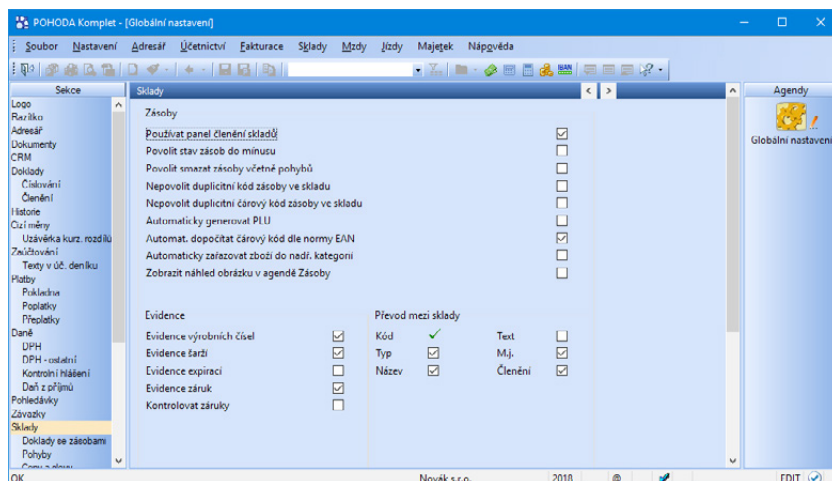 POHODA Komplet - [Globální nastavení]
Soubor Nastavení Adresář Účetnictví Fakturace Sklady Mzdy Jízdy Majetek Nápověda
Sekce
Logo
Razítko
Adresář
Dokumenty
CRM
Doklady
Číslování
Členění
Historie
Cizí měny
Uzávěrka kurz. rozdílů
Zaúčtování
Texty v úč. deníku
Platby
Pokladna
Poplatky
Přeplatky
Daně
DPH
DPH - ostatní
Kontrolní hlášení
Daň z příjmů
Pohledávky
Závazky
Sklady
Doklady se zásobami
Pohyby
Sklady
Zásoby
Používat panel členění skladů
Povolit stav zásob do mínusu
Povolit smazat zásoby včetně pohybů
Nepovolit duplicitní kód zásoby ve skladu
Nepovolit duplicitní čárový kód zásoby ve skladu
Automaticky generovat PLU
Automat. dopočítat čárový kód dle normy EAN
Automaticky zařazovat zboží do nadř. kategorií
Zobrazit náhled obrázku v agendě Zásoby
Evidence
Evidence výrobních čísel
Evidence šarží
Evidence expirací
Evidence záruk
Kontrolovat záruky
Převod mezi sklady
Kód Text
Typ M.j.
Název Členění
Agendy
Globální nastavení
OK Novák s.r.o. 2018 @ EDIT